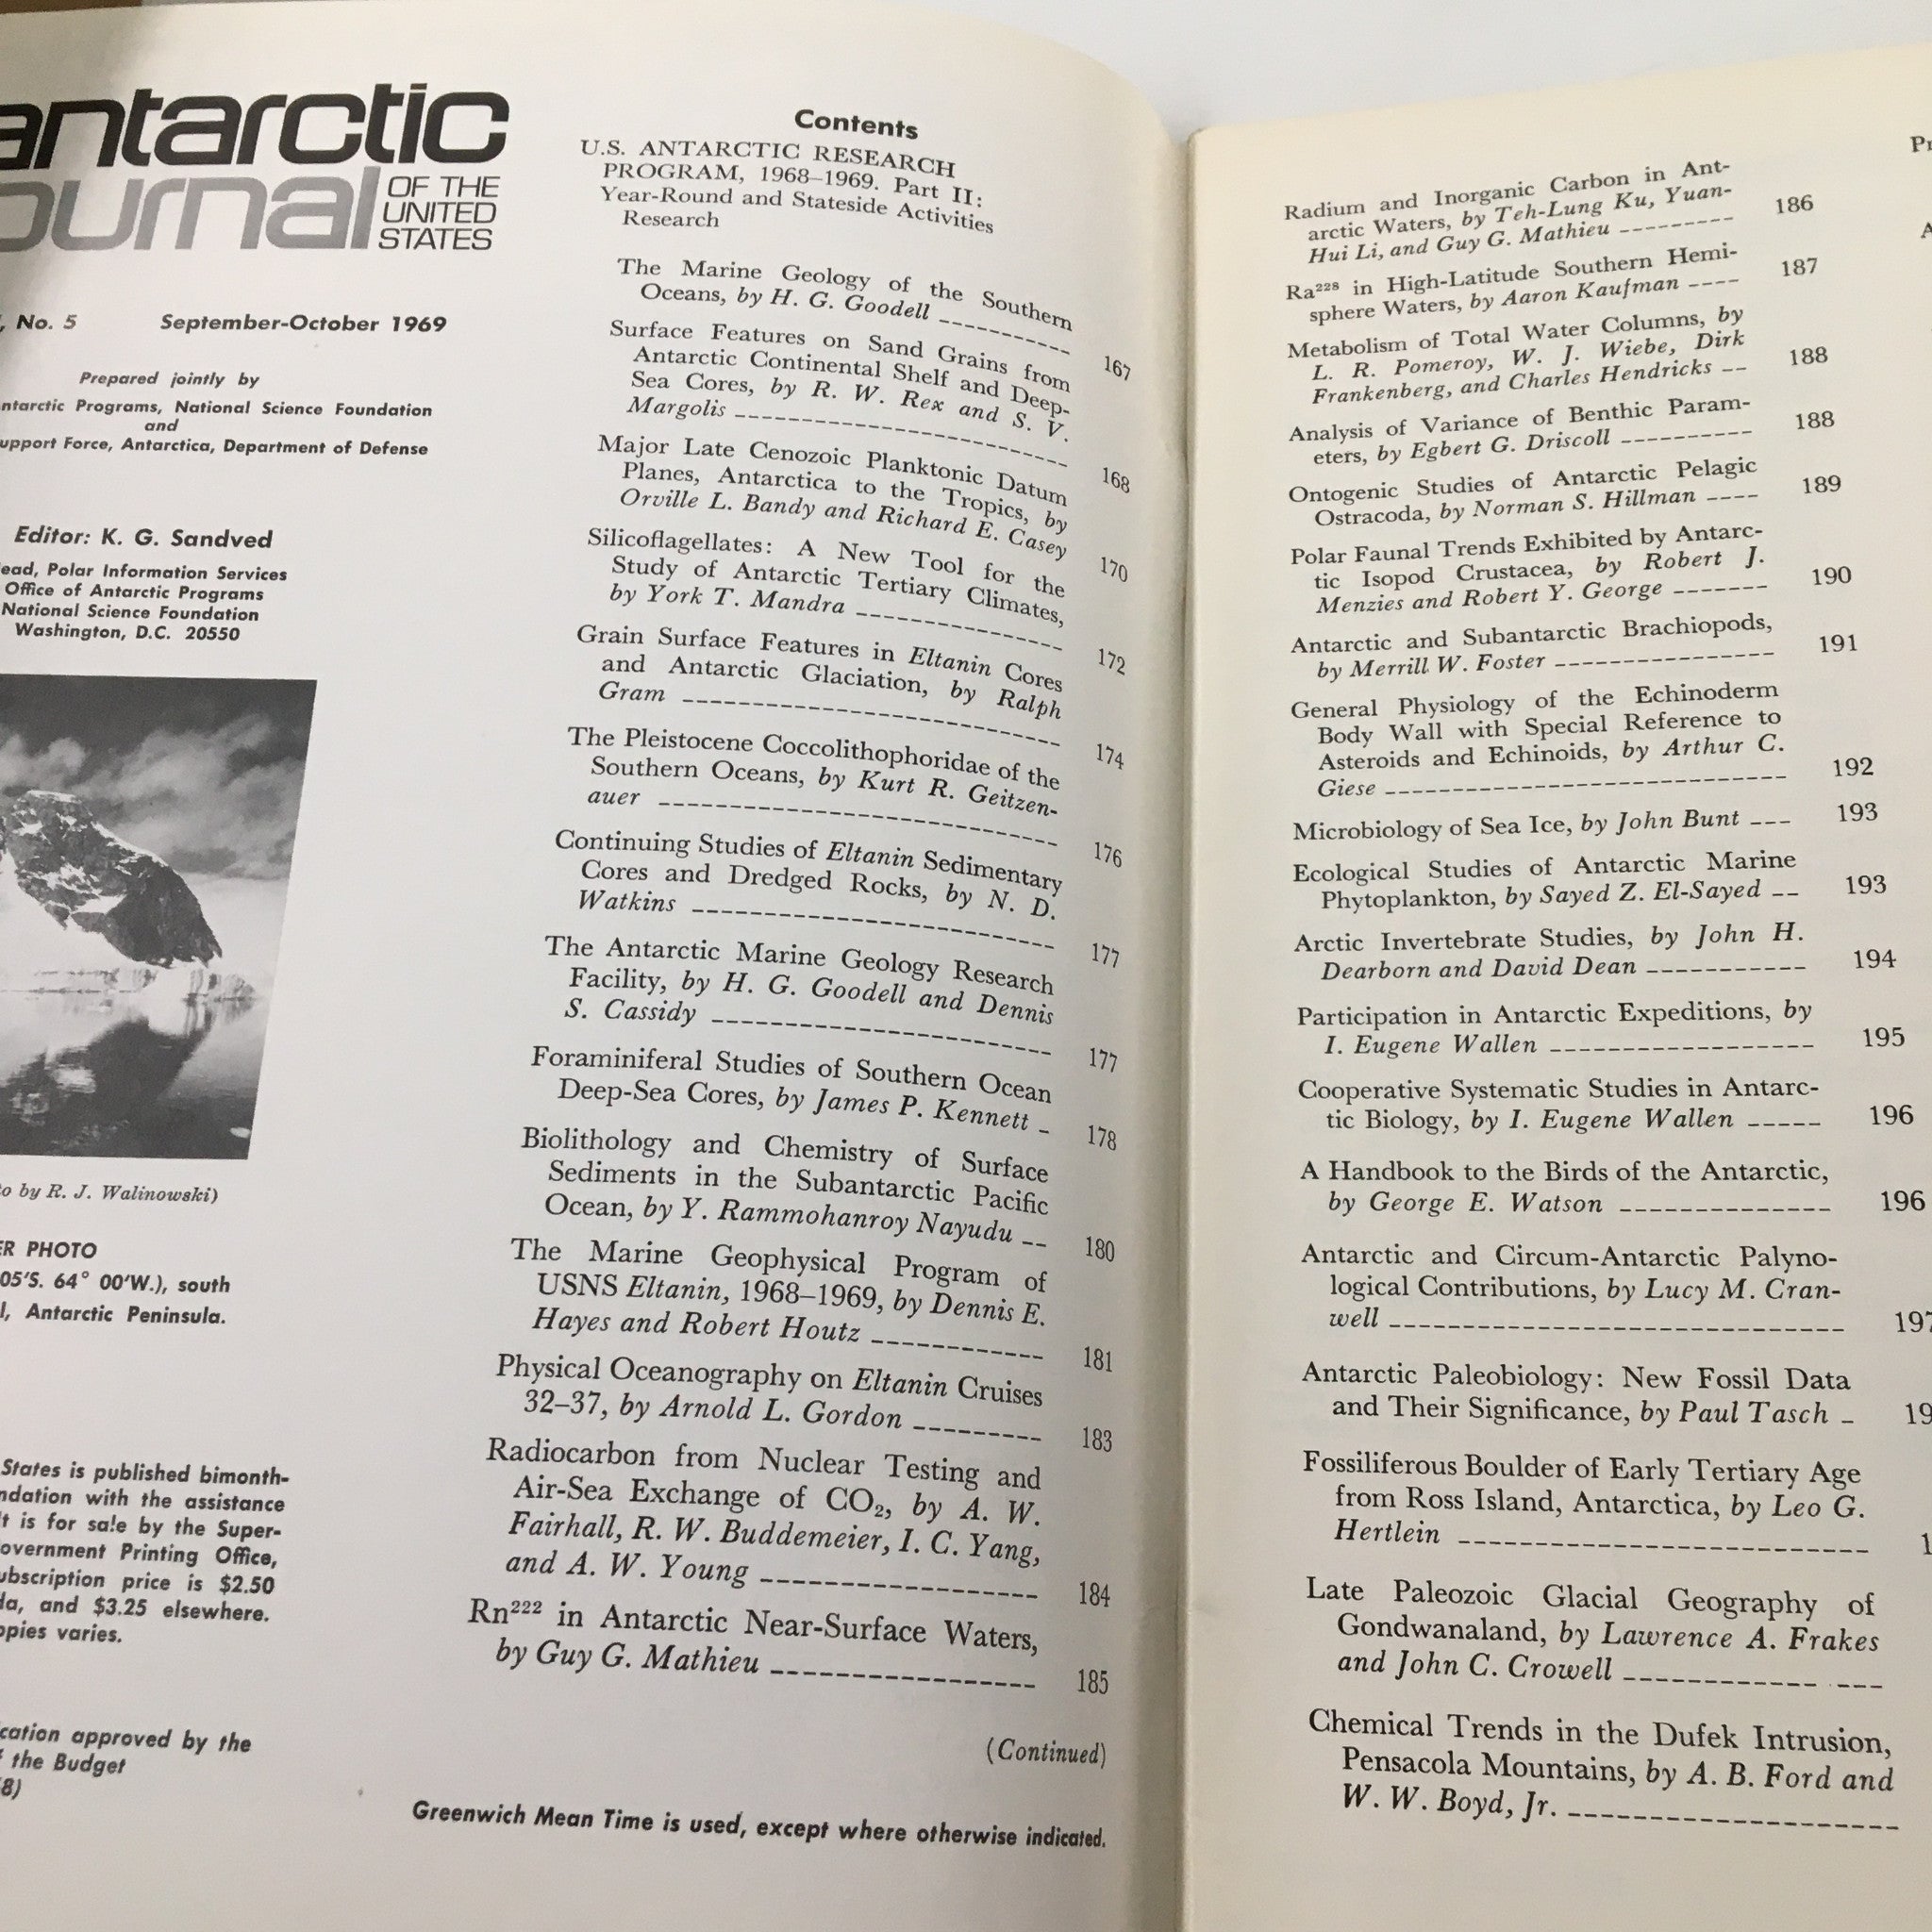 antarctic
journal
OF THE
UNITED
STATES
No. 5 September-October 1969
Prepared jointly by
Antarctic Programs, National Science Foundation
and
Support Force, Antarctica, Department of Defense
Editor: K. G. Sandved
Head, Polar Information Services
Office of Antarctic Programs
National Science Foundation
Washington, D.C. 20550
by R. J. Walinowski)
PHOTO
05'S. 64° 00'W.), south
Antarctic Peninsula.
States is published bimonth-
with the assistance
It is for sale by the Super-
Government Printing Office,
Subscription price is $2.50
and $3.25 elsewhere.
copies varies.
approved by the
the Budget
8)
Contents
U.S. ANTARCTIC RESEARCH
PROGRAM, 1968–1969. Part II:
Year-Round and Stateside Activities
Research
The Marine Geology of the Southern
Oceans, by H. G. Goodell ---------- 167
Surface Features on Sand Grains from
Antarctic Continental Shelf and Deep-
Sea Cores, by R. W. Rex and S. V.
Margolis ---------- 168
Major Late Cenozoic Planktonic Datum
Planes, Antarctica to the Tropics, by
Orville L. Bandy and Richard E. Casey 170
Silicoflagellates: A New Tool for the
Study of Antarctic Tertiary Climates,
by York T. Mandra ---------- 172
Grain Surface Features in Eltanin Cores
and Antarctic Glaciation, by Ralph
Gram ---------- 174
The Pleistocene Coccolithophoridae of the
Southern Oceans, by Kurt R. Geitzen-
auer ---------- 176
Continuing Studies of Eltanin Sedimentary
Cores and Dredged Rocks, by N. D.
Watkins ---------- 177
The Antarctic Marine Geology Research
Facility, by H. G. Goodell and Dennis
S. Cassidy ---------- 177
Foraminiferal Studies of Southern Ocean
Deep-Sea Cores, by James P. Kennett - 178
Biolithology and Chemistry of Surface
Sediments in the Subantarctic Pacific
Ocean, by Y. Rammohanroy Nayudu -- 180
The Marine Geophysical Program of
USNS Eltanin, 1968–1969, by Dennis E.
Hayes and Robert Houtz ---------- 181
Physical Oceanography on Eltanin Cruises
32–37, by Arnold L. Gordon --------- 183
Radiocarbon from Nuclear Testing and
Air-Sea Exchange of CO₂, by A. W.
Fairhall, R. W. Buddemeier, I. C. Yang,
and A. W. Young ---------- 184
Rn²²² in Antarctic Near-Surface Waters,
by Guy G. Mathieu ---------- 185
(Continued)
Greenwich Mean Time is used, except where otherwise indicated.
Radium and Inorganic Carbon in Ant-
arctic Waters, by Teh-Lung Ku, Yuan-
Hui Li, and Guy G. Mathieu --------- 186
Ra²²⁸ in High-Latitude Southern Hemi-
sphere Waters, by Aaron Kaufman ---- 187
Metabolism of Total Water Columns, by
L. R. Pomeroy, W. J. Wiebe, Dirk
Frankenberg, and Charles Hendricks -- 188
Analysis of Variance of Benthic Param-
eters, by Egbert G. Driscoll ---------- 188
Ontogenic Studies of Antarctic Pelagic
Ostracoda, by Norman S. Hillman ---- 189
Polar Faunal Trends Exhibited by Antarc-
tic Isopod Crustacea, by Robert J.
Menzies and Robert Y. George ------- 190
Antarctic and Subantarctic Brachiopods,
by Merrill W. Foster ---------- 191
General Physiology of the Echinoderm
Body Wall with Special Reference to
Asteroids and Echinoids, by Arthur C.
Giese ---------- 192
Microbiology of Sea Ice, by John Bunt --- 193
Ecological Studies of Antarctic Marine
Phytoplankton, by Sayed Z. El-Sayed -- 193
Arctic Invertebrate Studies, by John H.
Dearborn and David Dean ----------- 194
Participation in Antarctic Expeditions, by
I. Eugene Wallen ---------- 195
Cooperative Systematic Studies in Antarc-
tic Biology, by I. Eugene Wallen ----- 196
A Handbook to the Birds of the Antarctic,
by George E. Watson ---------- 196
Antarctic and Circum-Antarctic Palyno-
logical Contributions, by Lucy M. Cran-
well ---------- 197
Antarctic Paleobiology: New Fossil Data
and Their Significance, by Paul Tasch - 19
Fossiliferous Boulder of Early Tertiary Age
from Ross Island, Antarctica, by Leo G.
Hertlein ---------- 1
Late Paleozoic Glacial Geography of
Gondwanaland, by Lawrence A. Frakes
and John C. Crowell ----------
Chemical Trends in the Dufek Intrusion,
Pensacola Mountains, by A. B. Ford and
W. W. Boyd, Jr. ----------
Pr